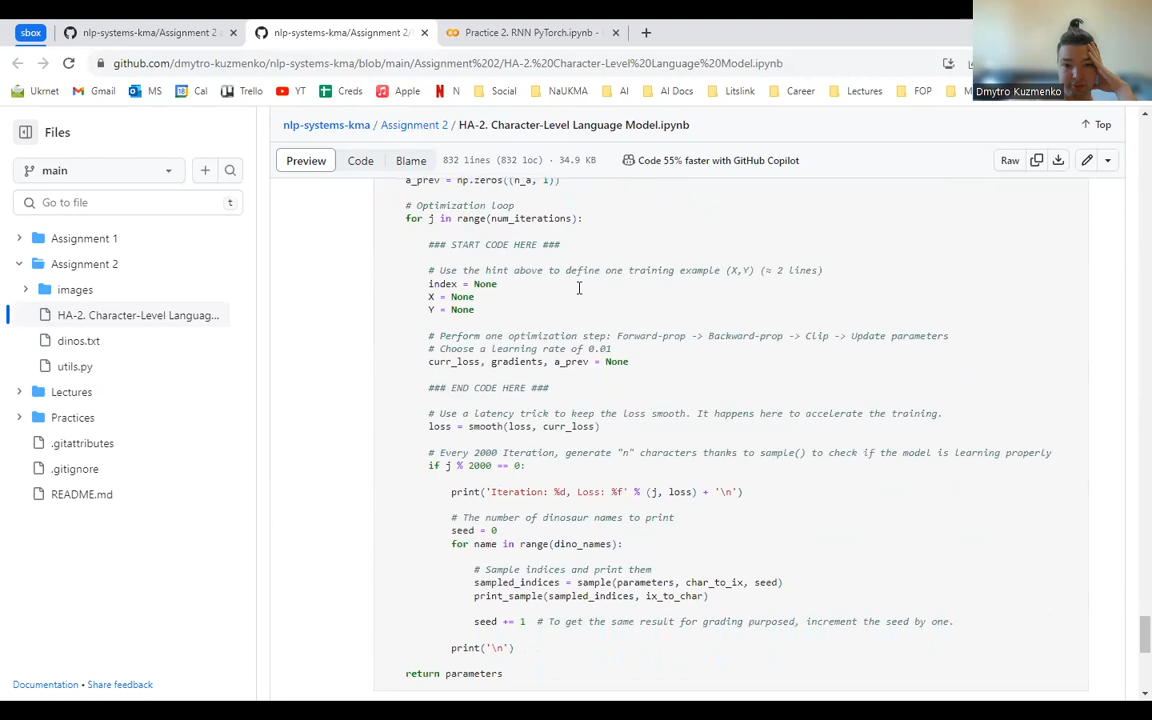 sbox
nlp-systems-kma/Assignment 2
nlp-systems-kma/Assignment 2/
Practice 2. RNN PyTorch.ipynb -
github.com/dmytro-kuzmenko/nlp-systems-kma/blob/main/Assignment%202/HA-2.%20Character-Level%20Language%20Model.ipynb
Ukrnet
Gmail
MS
Cal
Trello
YT
Creds
Apple
N
Social
NaUKMA
AI
AI Docs
Litslink
Career
Lectures
FOP
Dmytro Kuzmenko
Files
main
Go to file
t
Assignment 1
Assignment 2
images
HA-2. Character-Level Languag...
dinos.txt
utils.py
Lectures
Practices
.gitattributes
.gitignore
README.md
Documentation • Share feedback
nlp-systems-kma / Assignment 2 / HA-2. Character-Level Language Model.ipynb
Top
Preview
Code
Blame
832 lines (832 loc) · 34.9 KB
Code 55% faster with GitHub Copilot
Raw
a_prev = np.zeros((n_a, 1))
# Optimization loop
for j in range(num_iterations):
### START CODE HERE ###
# Use the hint above to define one training example (X,Y) (≈ 2 lines)
index = None
X = None
Y = None
# Perform one optimization step: Forward-prop -> Backward-prop -> Clip -> Update parameters
# Choose a learning rate of 0.01
curr_loss, gradients, a_prev = None
### END CODE HERE ###
# Use a latency trick to keep the loss smooth. It happens here to accelerate the training.
loss = smooth(loss, curr_loss)
# Every 2000 Iteration, generate "n" characters thanks to sample() to check if the model is learning properly
if j % 2000 == 0:
print('Iteration: %d, Loss: %f' % (j, loss) + '\n')
# The number of dinosaur names to print
seed = 0
for name in range(dino_names):
# Sample indices and print them
sampled_indices = sample(parameters, char_to_ix, seed)
print_sample(sampled_indices, ix_to_char)
seed += 1 # To get the same result for grading purposed, increment the seed by one.
print('\n')
return parameters